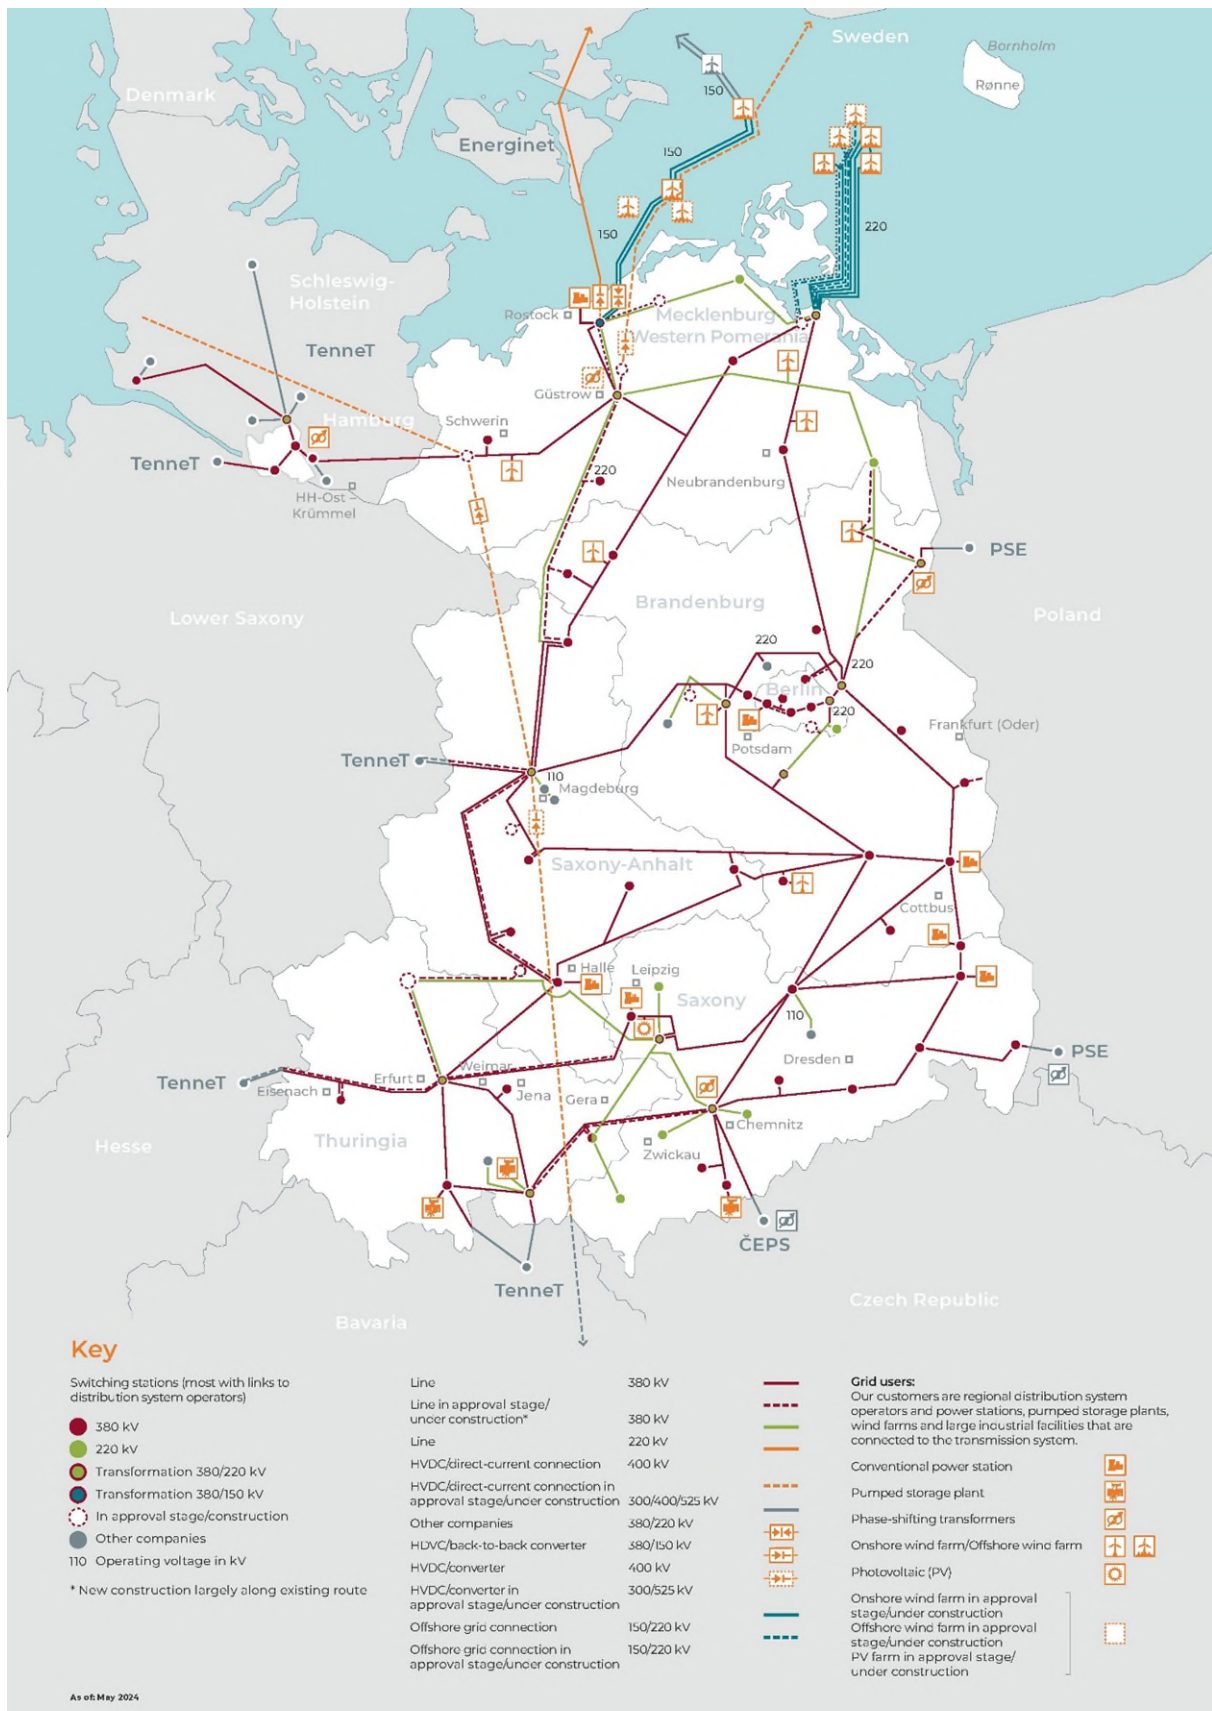 Sweden
Bornholm
Rønne
Denmark
150
Energinet
150
220
150
Schleswig-
Holstein
Rostock
Mecklenburg
Western Pomerania
TenneT
Güstrow
Hamburg
Schwerin
TenneT
220
Neubrandenburg
HH-Ost –
Krümmel
PSE
Brandenburg
Lower Saxony
Poland
220
220
Berlin
220
Frankfurt (Oder)
Potsdam
TenneT
110
Magdeburg
Saxony-Anhalt
Cottbus
Halle
Leipzig
Saxony
110
PSE
Dresden
Weimar
TenneT
Erfurt
Eisenach
Jena
Gera
Chemnitz
Thuringia
Hesse
Zwickau
ČEPS
TenneT
Czech Republic
Bavaria
Key
Switching stations (most with links to
distribution system operators)
380 kV
220 kV
Transformation 380/220 kV
Transformation 380/150 kV
In approval stage/construction
Other companies
110 Operating voltage in kV
* New construction largely along existing route
As of: May 2024
Line 380 kV
Line in approval stage/
under construction* 380 kV
Line 220 kV
HVDC/direct-current connection 400 kV
HVDC/direct-current connection in
approval stage/under construction 300/400/525 kV
Other companies 380/220 kV
HDVC/back-to-back converter 380/150 kV
HVDC/converter 400 kV
HVDC/converter in 300/525 kV
approval stage/under construction
Offshore grid connection 150/220 kV
Offshore grid connection in 150/220 kV
approval stage/under construction
Grid users:
Our customers are regional distribution system
operators and power stations, pumped storage plants,
wind farms and large industrial facilities that are
connected to the transmission system.
Conventional power station
Pumped storage plant
Phase-shifting transformers
Onshore wind farm/Offshore wind farm
Photovoltaic (PV)
Onshore wind farm in approval
stage/under construction
Offshore wind farm in approval
stage/under construction
PV farm in approval stage/
under construction